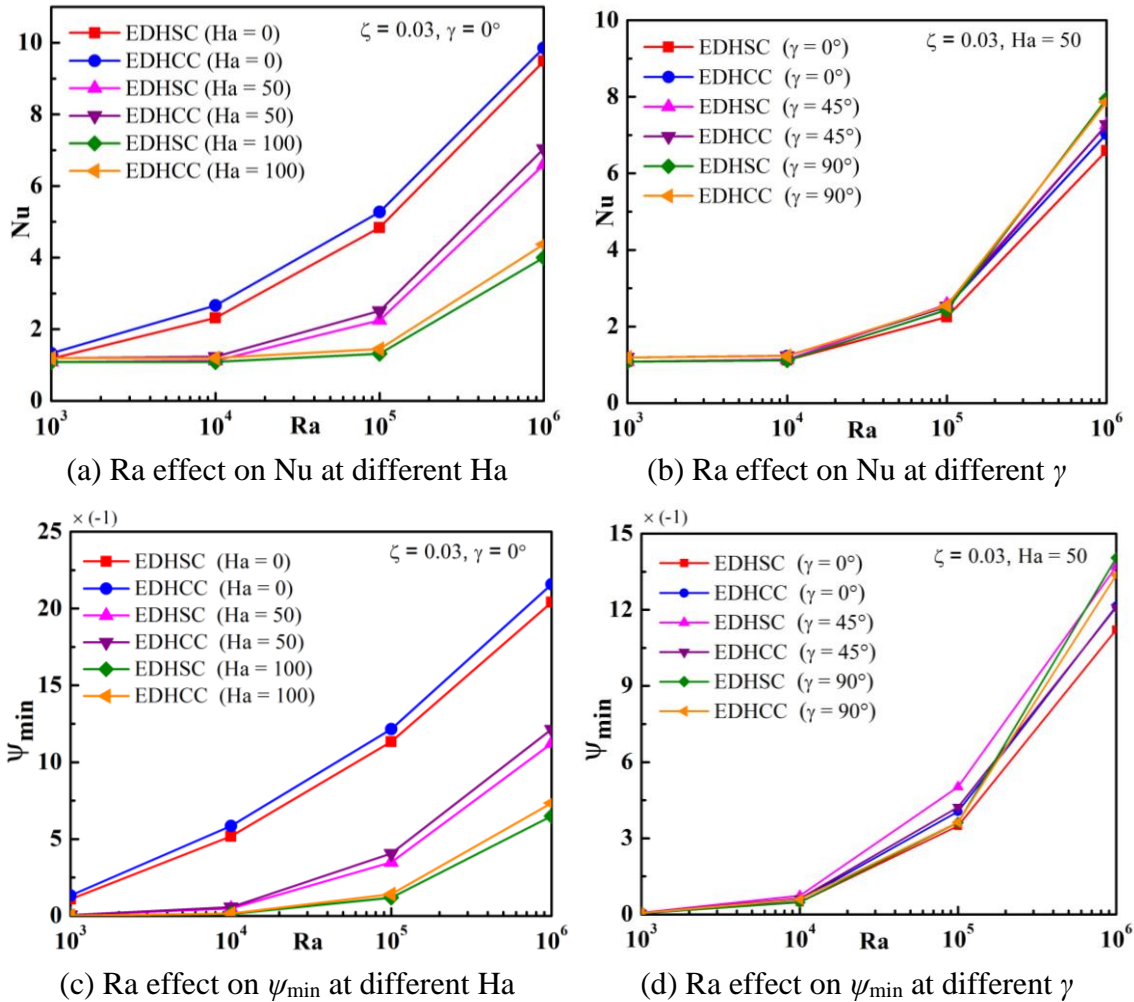 EDHSC (Ha = 0)
EDHCC (Ha = 0)
EDHSC (Ha = 50)
EDHCC (Ha = 50)
EDHSC (Ha = 100)
EDHCC (Ha = 100)
ζ = 0.03, γ = 0°
10
8
6
4
2
0
Nu
10³ 10⁴ 10⁵ 10⁶
Ra
(a) Ra effect on Nu at different Ha
EDHSC (γ = 0°)
EDHCC (γ = 0°)
EDHSC (γ = 45°)
EDHCC (γ = 45°)
EDHSC (γ = 90°)
EDHCC (γ = 90°)
ζ = 0.03, Ha = 50
10
8
6
4
2
0
Nu
10³ 10⁴ 10⁵ 10⁶
Ra
(b) Ra effect on Nu at different γ
× (-1)
EDHSC (Ha = 0)
EDHCC (Ha = 0)
EDHSC (Ha = 50)
EDHCC (Ha = 50)
EDHSC (Ha = 100)
EDHCC (Ha = 100)
ζ = 0.03, γ = 0°
25
20
15
10
5
0
Ψmin
10³ 10⁴ 10⁵ 10⁶
Ra
(c) Ra effect on ψmin at different Ha
× (-1)
EDHSC (γ = 0°)
EDHCC (γ = 0°)
EDHSC (γ = 45°)
EDHCC (γ = 45°)
EDHSC (γ = 90°)
EDHCC (γ = 90°)
ζ = 0.03, Ha = 50
15
12
9
6
3
0
Ψmin
10³ 10⁴ 10⁵ 10⁶
Ra
(d) Ra effect on ψmin at different γ